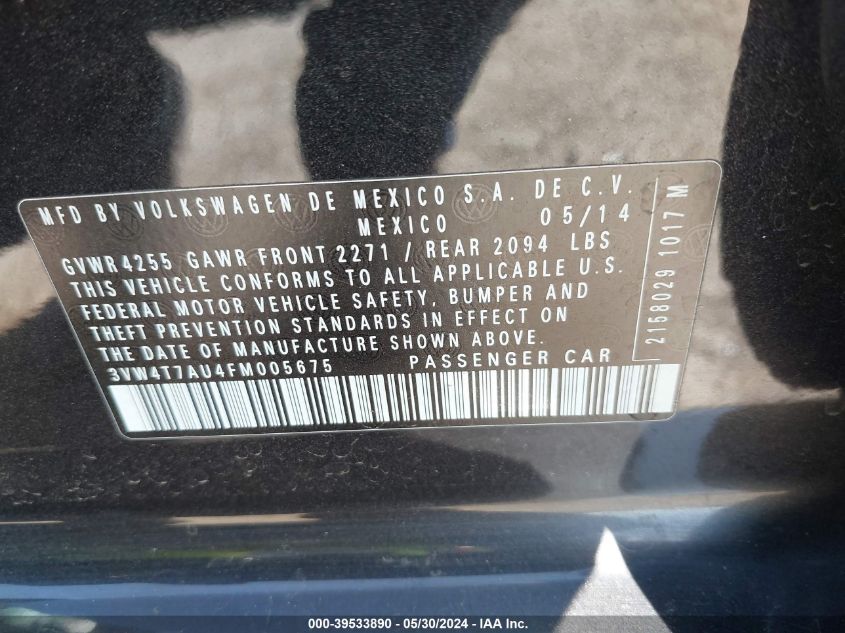 MFD BY VOLKSWAGEN DE MEXICO S.A. DE C.V.
MEXICO 05/14
GVWR4255 GAWR FRONT 2271 / REAR 2094 LBS
THIS VEHICLE CONFORMS TO ALL APPLICABLE U.S.
FEDERAL MOTOR VEHICLE SAFETY, BUMPER AND
THEFT PREVENTION STANDARDS IN EFFECT ON
THE DATE OF MANUFACTURE SHOWN ABOVE.
3VW4T7AU4FM005675 PASSENGER CAR
2158029 1017 M
000-39533890 - 05/30/2024 - IAA Inc.